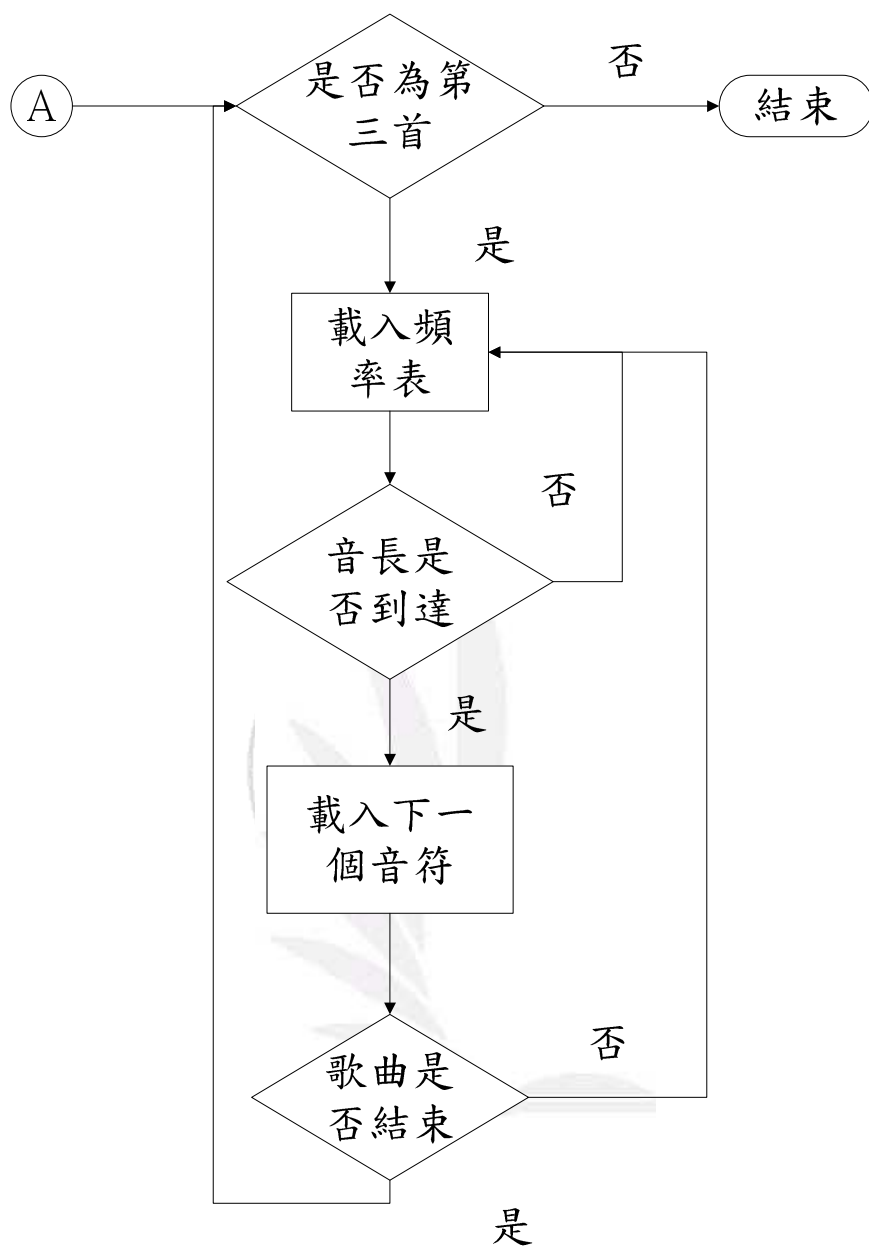 A
是否為第
三首
否
結束
是
載入頻
率表
否
音長是
否到達
是
載入下一
個音符
否
歌曲是
否結束
是